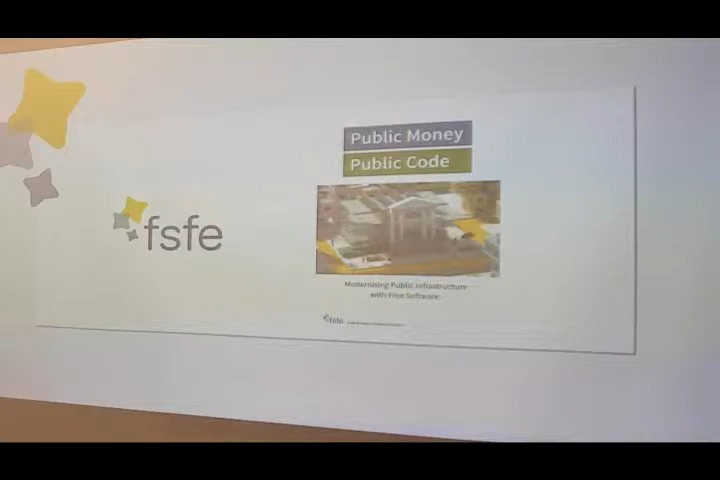 fsfe
Public Money
Public Code
Modernising Public Infrastructure
with Free Software
fsfe